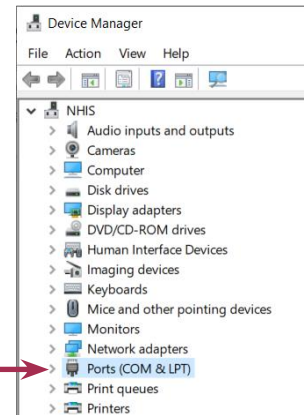 Device Manager
File Action View Help
NHIS
Audio inputs and outputs
Cameras
Computer
Disk drives
Display adapters
DVD/CD-ROM drives
Human Interface Devices
Imaging devices
Keyboards
Mice and other pointing devices
Monitors
Network adapters
Ports (COM & LPT)
Print queues
Printers